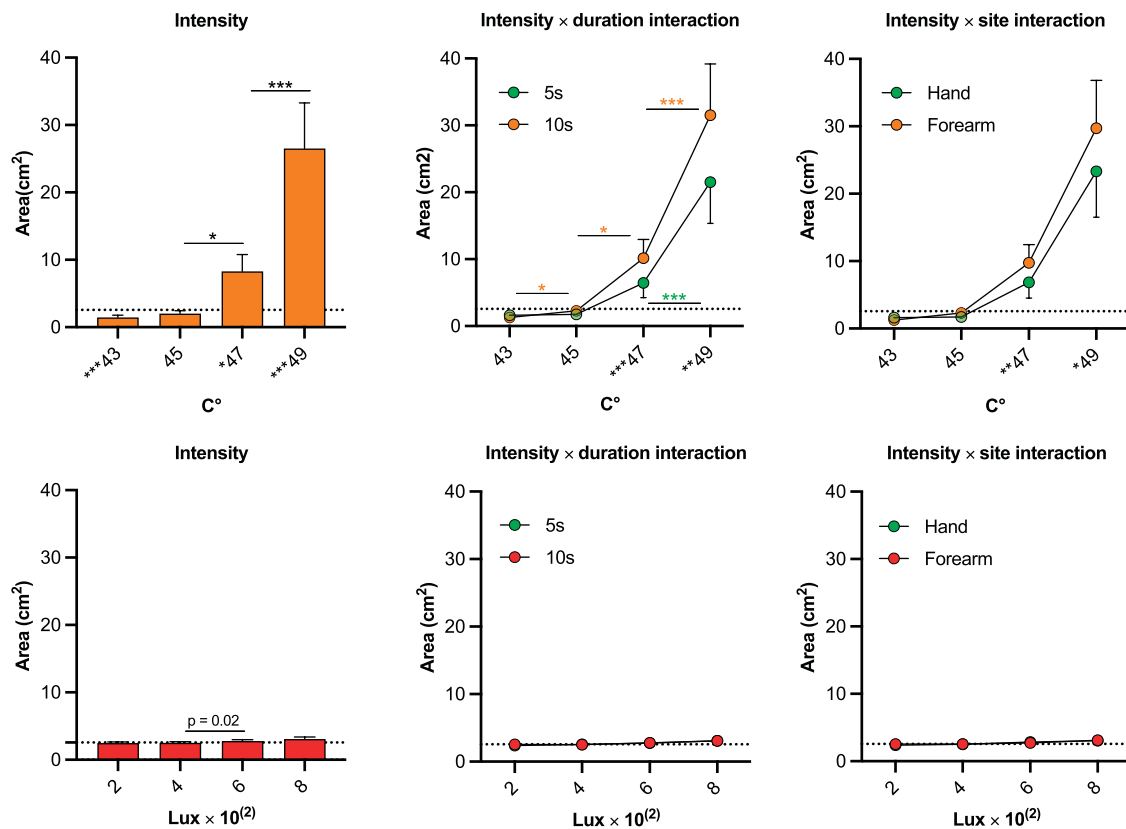 Intensity
Area(cm²)
40
30
20
10
0
***
*
***43
45
*47
***49
C°
Intensity × duration interaction
Area (cm2)
40
30
20
10
0
5s
10s
***
*
*
***
43
45
***47
**49
C°
Intensity × site interaction
Area (cm²)
40
30
20
10
0
Hand
Forearm
43
45
**47
*49
C°
Intensity
Area (cm²)
40
30
20
10
0
p = 0.02
2
4
6
8
Lux × 10⁽²⁾
Intensity × duration interaction
Area (cm²)
40
30
20
10
0
5s
10s
2
4
6
8
Lux × 10⁽²⁾
Intensity × site interaction
Area (cm²)
40
30
20
10
0
Hand
Forearm
2
4
6
8
Lux × 10⁽²⁾